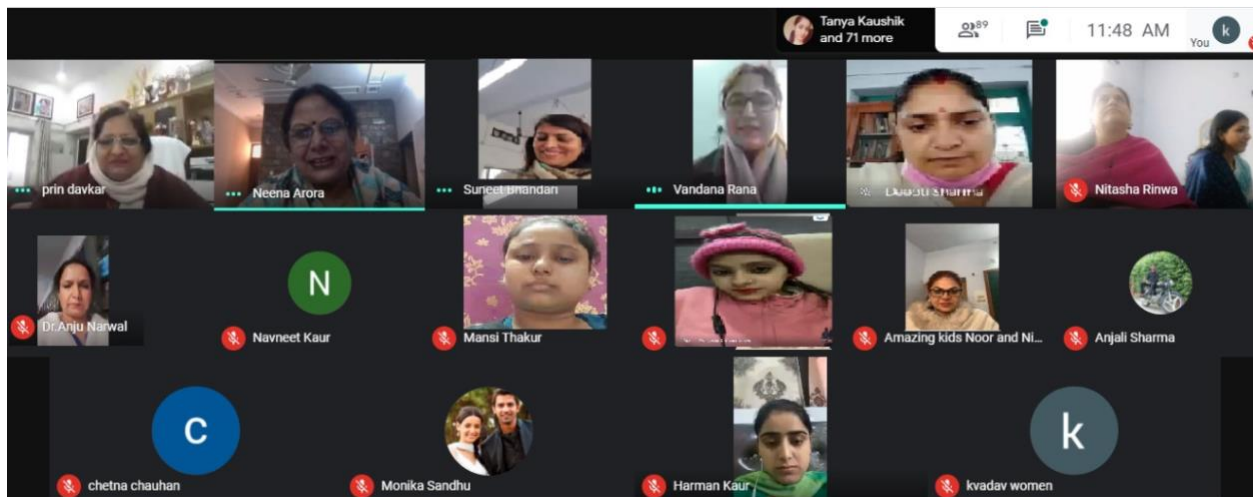 Tanya Kaushik
and 71 more
89
11:48 AM
You
k
prin davkar
Neena Arora
Suneet Bhandari
Vandana Rana
Sharma
Nitasha Rinwa
Dr.Anju Narwal
N
Navneet Kaur
Mansi Thakur
Amazing kids Noor and Ni...
Anjali Sharma
c
chetna chauhan
Monika Sandhu
Harman Kaur
k
kvadav women